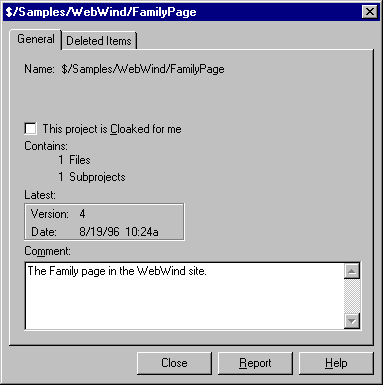 $/Samples/WebWind/FamilyPage
General Deleted Items
Name: $/Samples/WebWind/FamilyPage
This project is Cloaked for me
Contains:
1 Files
1 Subprojects
Latest:
Version: 4
Date: 8/19/96 10:24a
Comment:
The Family page in the WebWind site.
Close Report Help